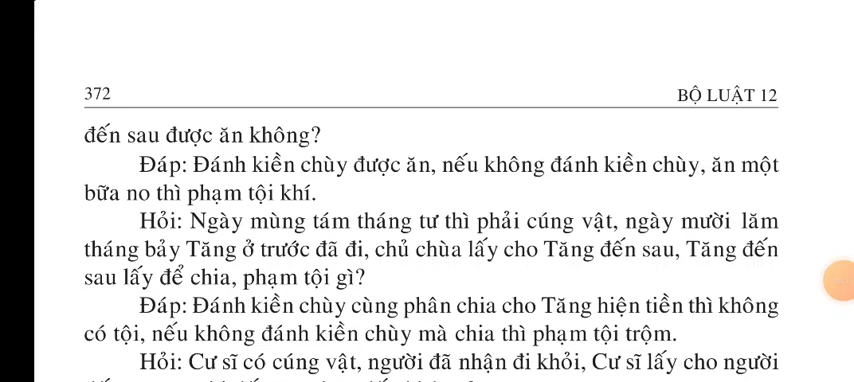 372 BỘ LUẬT 12
đến sau được ăn không?
Đáp: Đánh kiền chùy được ăn, nếu không đánh kiền chùy, ăn một
bữa no thì phạm tội khí.
Hỏi: Ngày mùng tám tháng tư thì phải cúng vật, ngày mười lăm
tháng bảy Tăng ở trước đã đi, chủ chùa lấy cho Tăng đến sau, Tăng đến
sau lấy để chia, phạm tội gì?
Đáp: Đánh kiền chùy cùng phân chia cho Tăng hiện tiền thì không
có tội, nếu không đánh kiền chùy mà chia thì phạm tội trộm.
Hỏi: Cư sĩ có cúng vật, người đã nhận đi khỏi, Cư sĩ lấy cho người